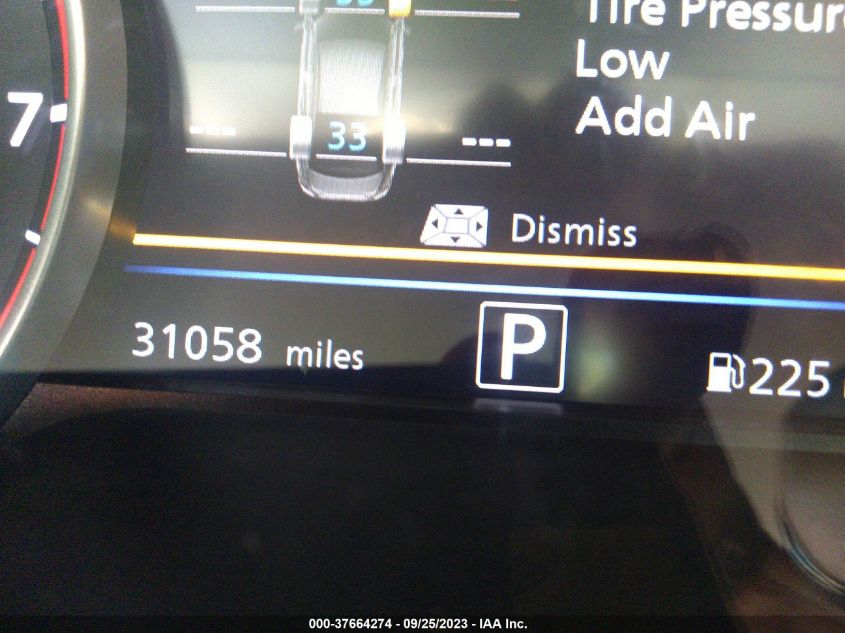 Tire Pressure
Low
Add Air
7
--- 33 ---
Dismiss
31058 miles
P
225
000-37664274 - 09/25/2023 - IAA Inc.